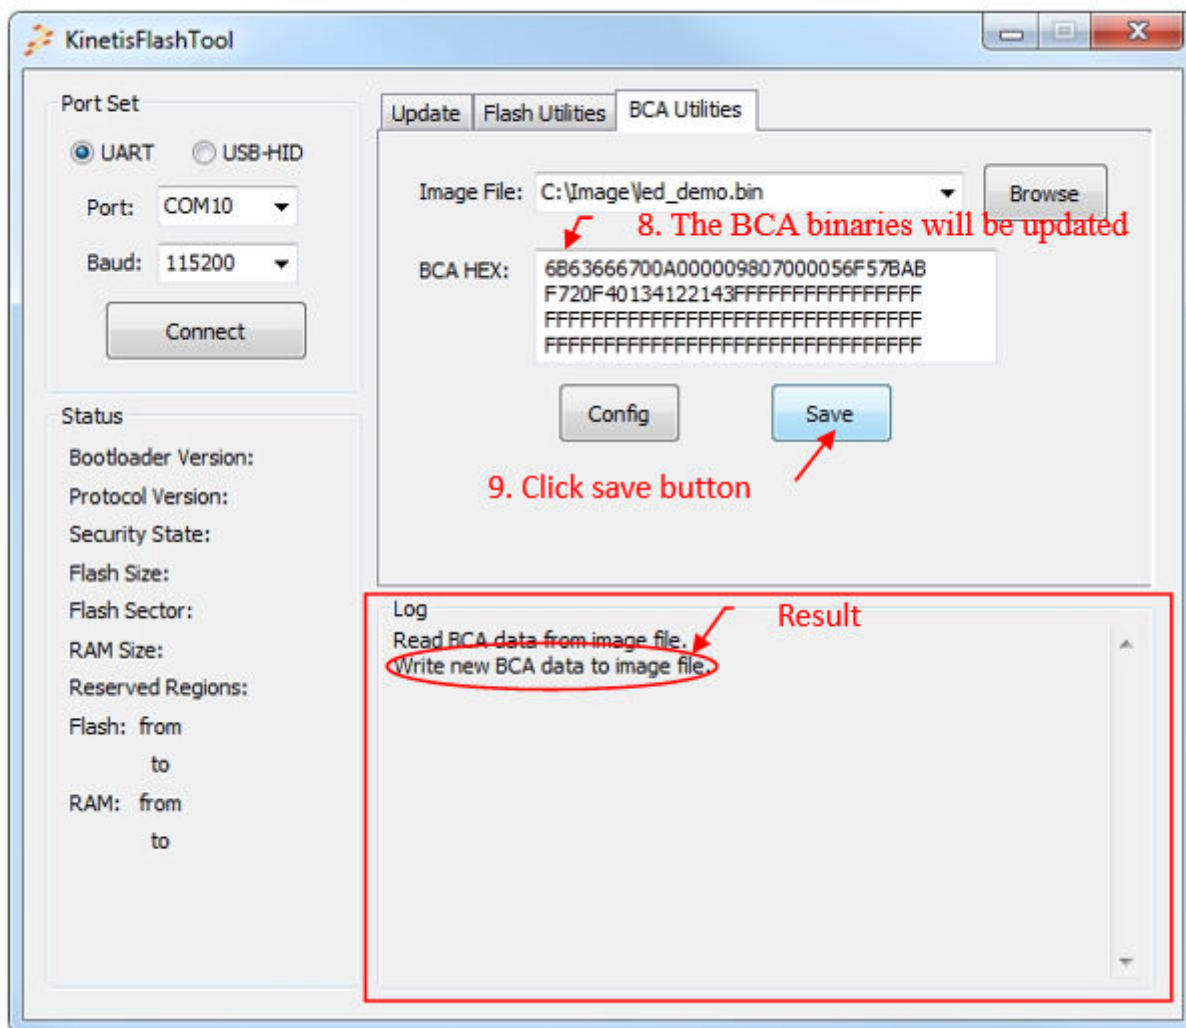 KinetisFlashTool
Port Set
UART USB-HID
Port: COM10
Baud: 115200
Connect
Update Flash Utilities BCA Utilities
Image File: C:\Image\led_demo.bin Browse
8. The BCA binaries will be updated
BCA HEX: 6B63666700A000009807000056F57BAB
F720F40134122143FFFFFFFFFFFFFFFF
FFFFFFFFFFFFFFFFFFFFFFFFFFFFFFFF
FFFFFFFFFFFFFFFFFFFFFFFFFFFFFFFF
Config Save
9. Click save button
Status
Bootloader Version:
Protocol Version:
Security State:
Flash Size:
Flash Sector:
RAM Size:
Reserved Regions:
Flash: from
to
RAM: from
to
Log
Result
Read BCA data from image file.
Write new BCA data to image file.